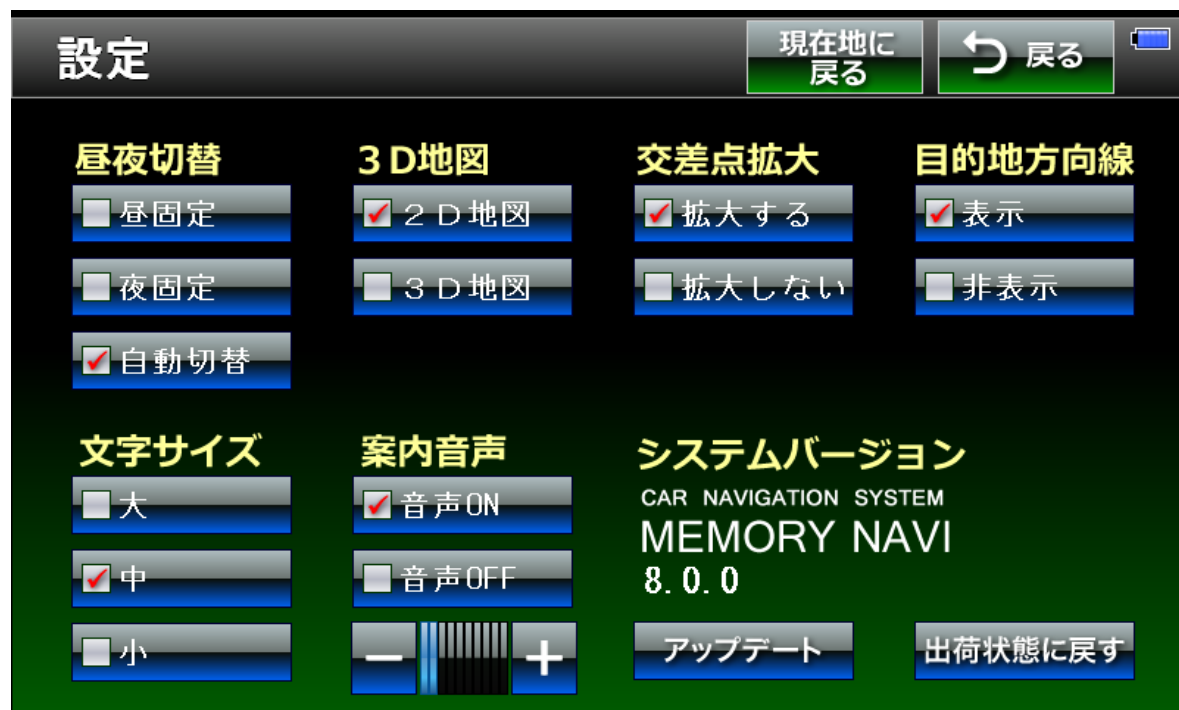 設定
現在地に
戻る
戻る
昼夜切替
昼固定
夜固定
自動切替
3D地図
2D地図
3D地図
交差点拡大
拡大する
拡大しない
目的地方向線
表示
非表示
文字サイズ
大
中
小
案内音声
音声ON
音声OFF
− +
システムバージョン
CAR NAVIGATION SYSTEM
MEMORY NAVI
8.0.0
アップデート
出荷状態に戻す